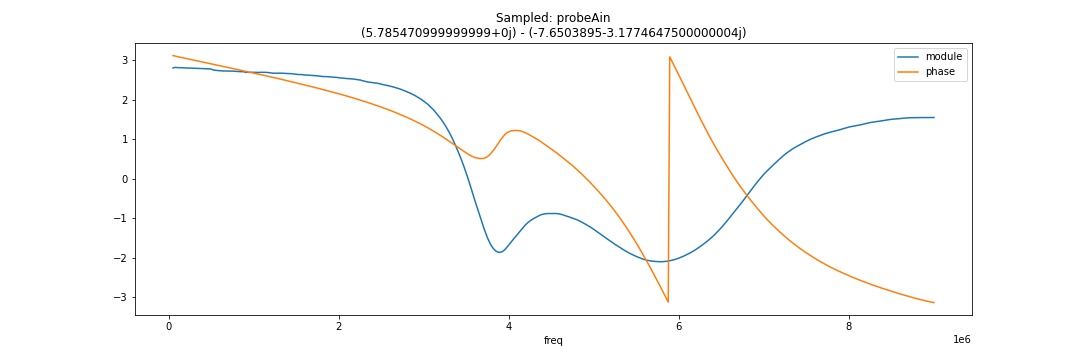 Sampled: probeAin
(5.785470999999999+0j) - (-7.6503895-3.1774647500000004j)
module
phase
3
2
1
0
−1
−2
−3
0
2
4
6
8
1e6
freq